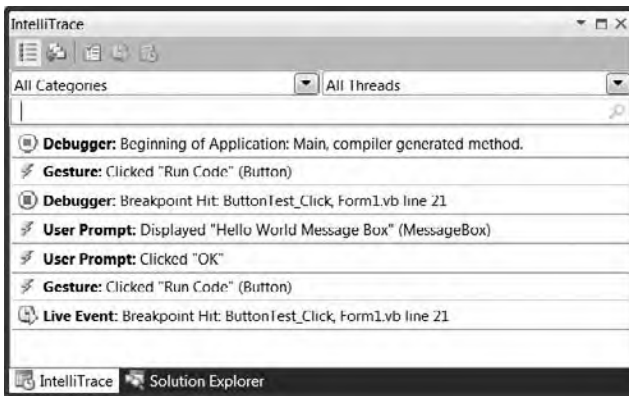 IntelliTrace
All Categories All Threads
Debugger: Beginning of Application: Main, compiler generated method.
Gesture: Clicked "Run Code" (Button)
Debugger: Breakpoint Hit: ButtonTest_Click, Form1.vb line 21
User Prompt: Displayed "Hello World Message Box" (MessageBox)
User Prompt: Clicked "OK"
Gesture: Clicked "Run Code" (Button)
Live Event: Breakpoint Hit: ButtonTest_Click, Form1.vb line 21
IntelliTrace Solution Explorer